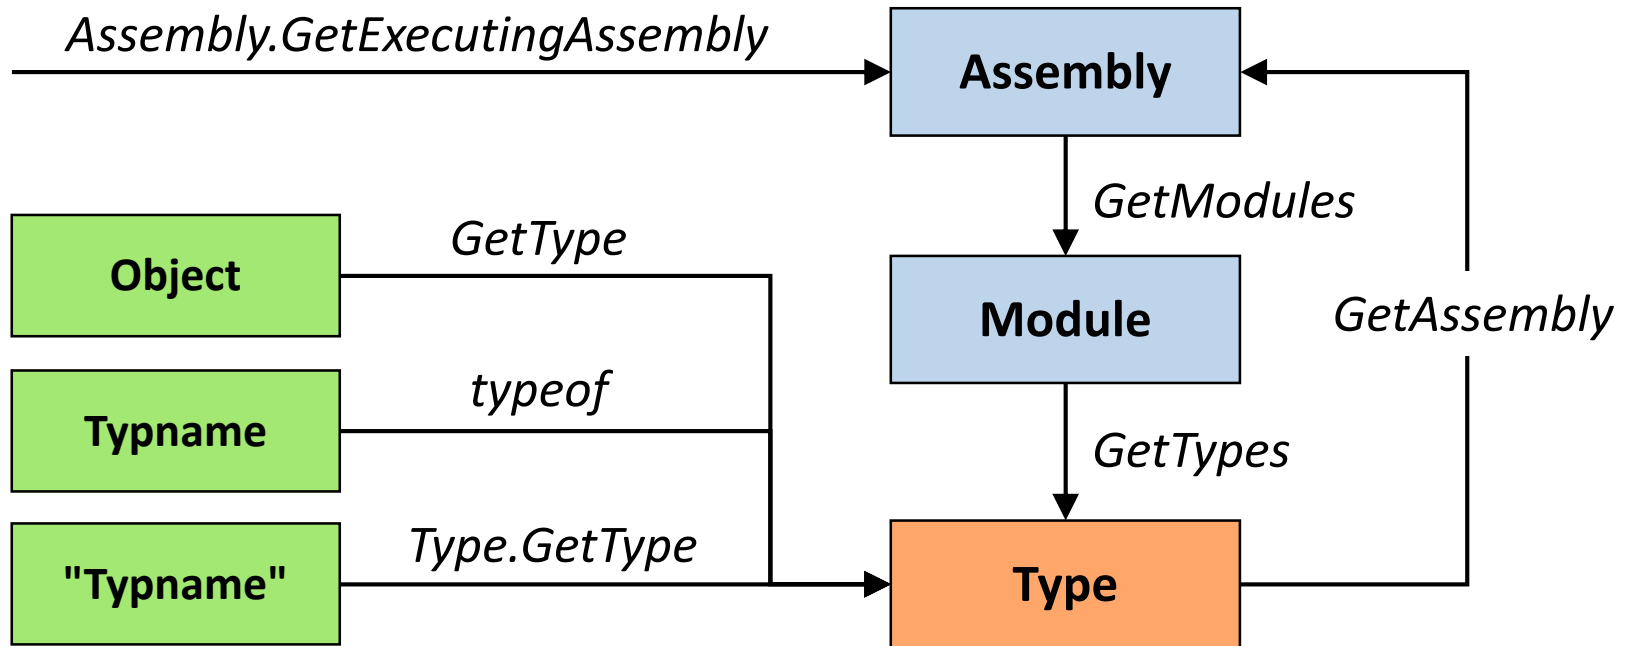 Assembly.GetExecutingAssembly
Assembly
GetModules
Object
GetType
Module
GetAssembly
Typname
typeof
GetTypes
"Typname"
Type.GetType
Type